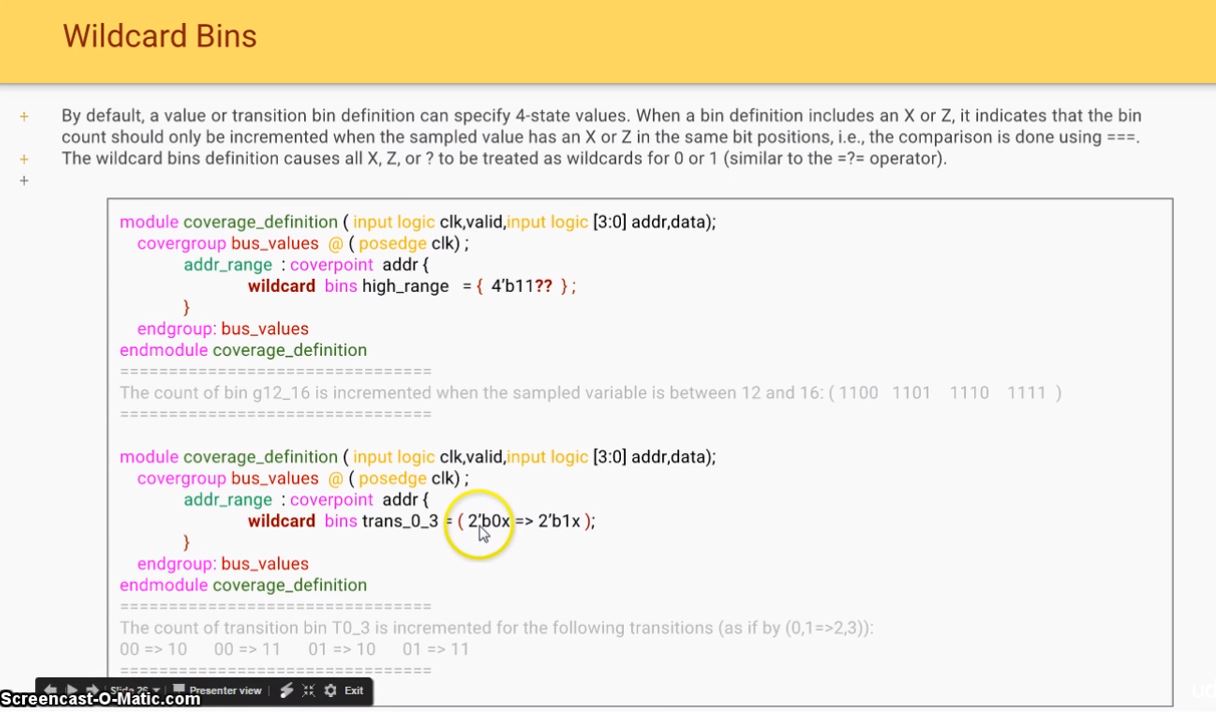 Wildcard Bins
+ By default, a value or transition bin definition can specify 4-state values. When a bin definition includes an X or Z, it indicates that the bin
count should only be incremented when the sampled value has an X or Z in the same bit positions, i.e., the comparison is done using ===.
+ The wildcard bins definition causes all X, Z, or ? to be treated as wildcards for 0 or 1 (similar to the =?= operator).
+
module coverage_definition ( input logic clk,valid,input logic [3:0] addr,data);
covergroup bus_values @ ( posedge clk) ;
addr_range : coverpoint addr {
wildcard bins high_range = { 4'b11?? } ;
}
endgroup: bus_values
endmodule coverage_definition
================================
The count of bin g12_16 is incremented when the sampled variable is between 12 and 16: ( 1100 1101 1110 1111 )
================================
module coverage_definition ( input logic clk,valid,input logic [3:0] addr,data);
covergroup bus_values @ ( posedge clk) ;
addr_range : coverpoint addr {
wildcard bins trans_0_3 = ( 2'b0x => 2'b1x );
}
endgroup: bus_values
endmodule coverage_definition
================================
The count of transition bin T0_3 is incremented for the following transitions (as if by (0,1=>2,3)):
00 => 10 00 => 11 01 => 10 01 => 11
================================
Slide 26 Presenter view Exit
Screencast-O-Matic.com